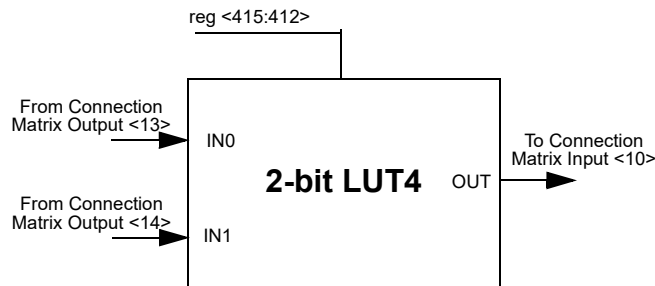 reg <415:412>
From Connection
Matrix Output <13>
IN0
To Connection
Matrix Input <10>
2-bit LUT4
OUT
From Connection
Matrix Output <14>
IN1